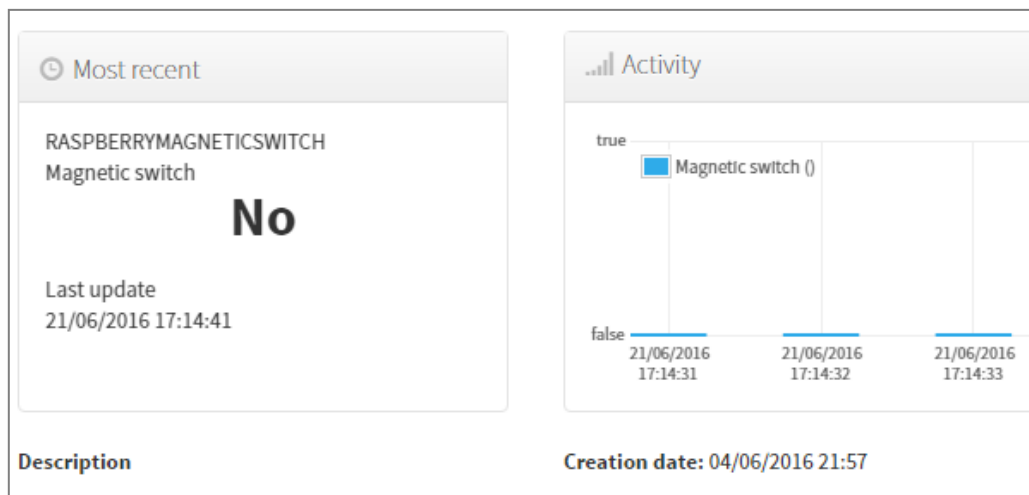 Most recent
RASPBERRYMAGNETICSWITCH
Magnetic switch
No
Last update
21/06/2016 17:14:41
Activity
true
Magnetic switch ()
false
21/06/2016 21/06/2016 21/06/2016
17:14:31 17:14:32 17:14:33
Description
Creation date: 04/06/2016 21:57